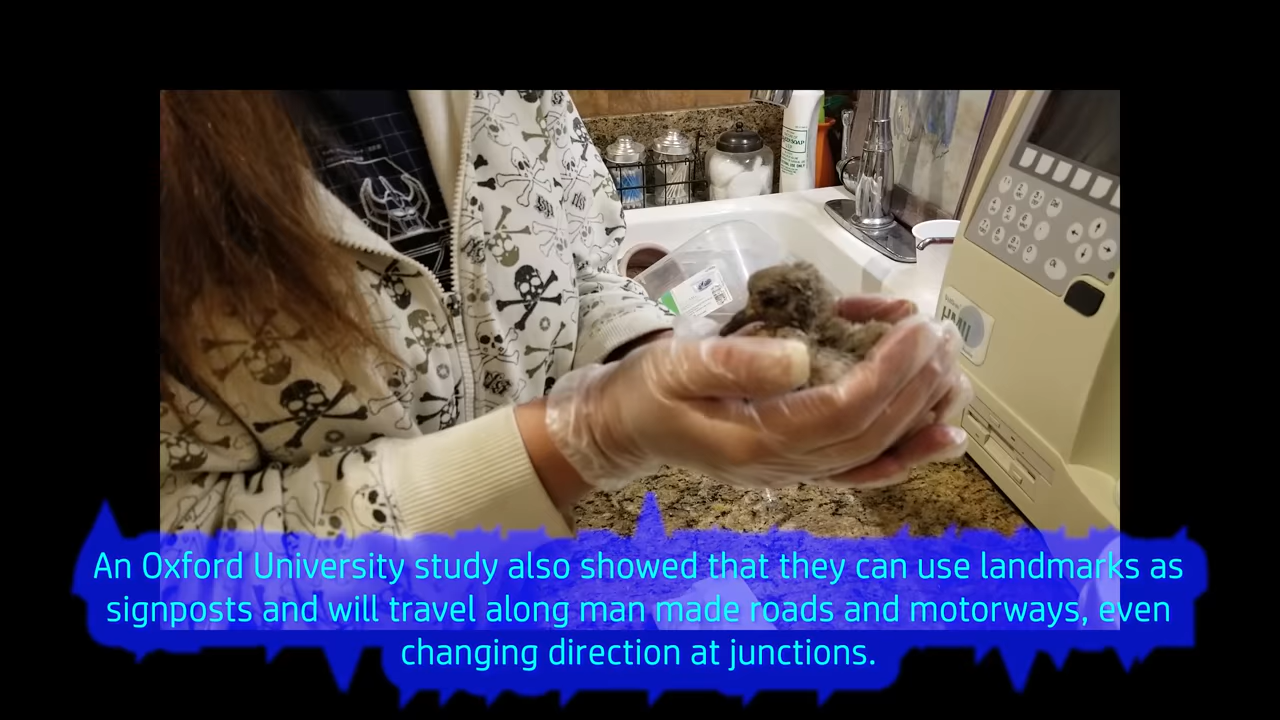 An Oxford University study also showed that they can use landmarks as
signposts and will travel along man made roads and motorways, even
changing direction at junctions.